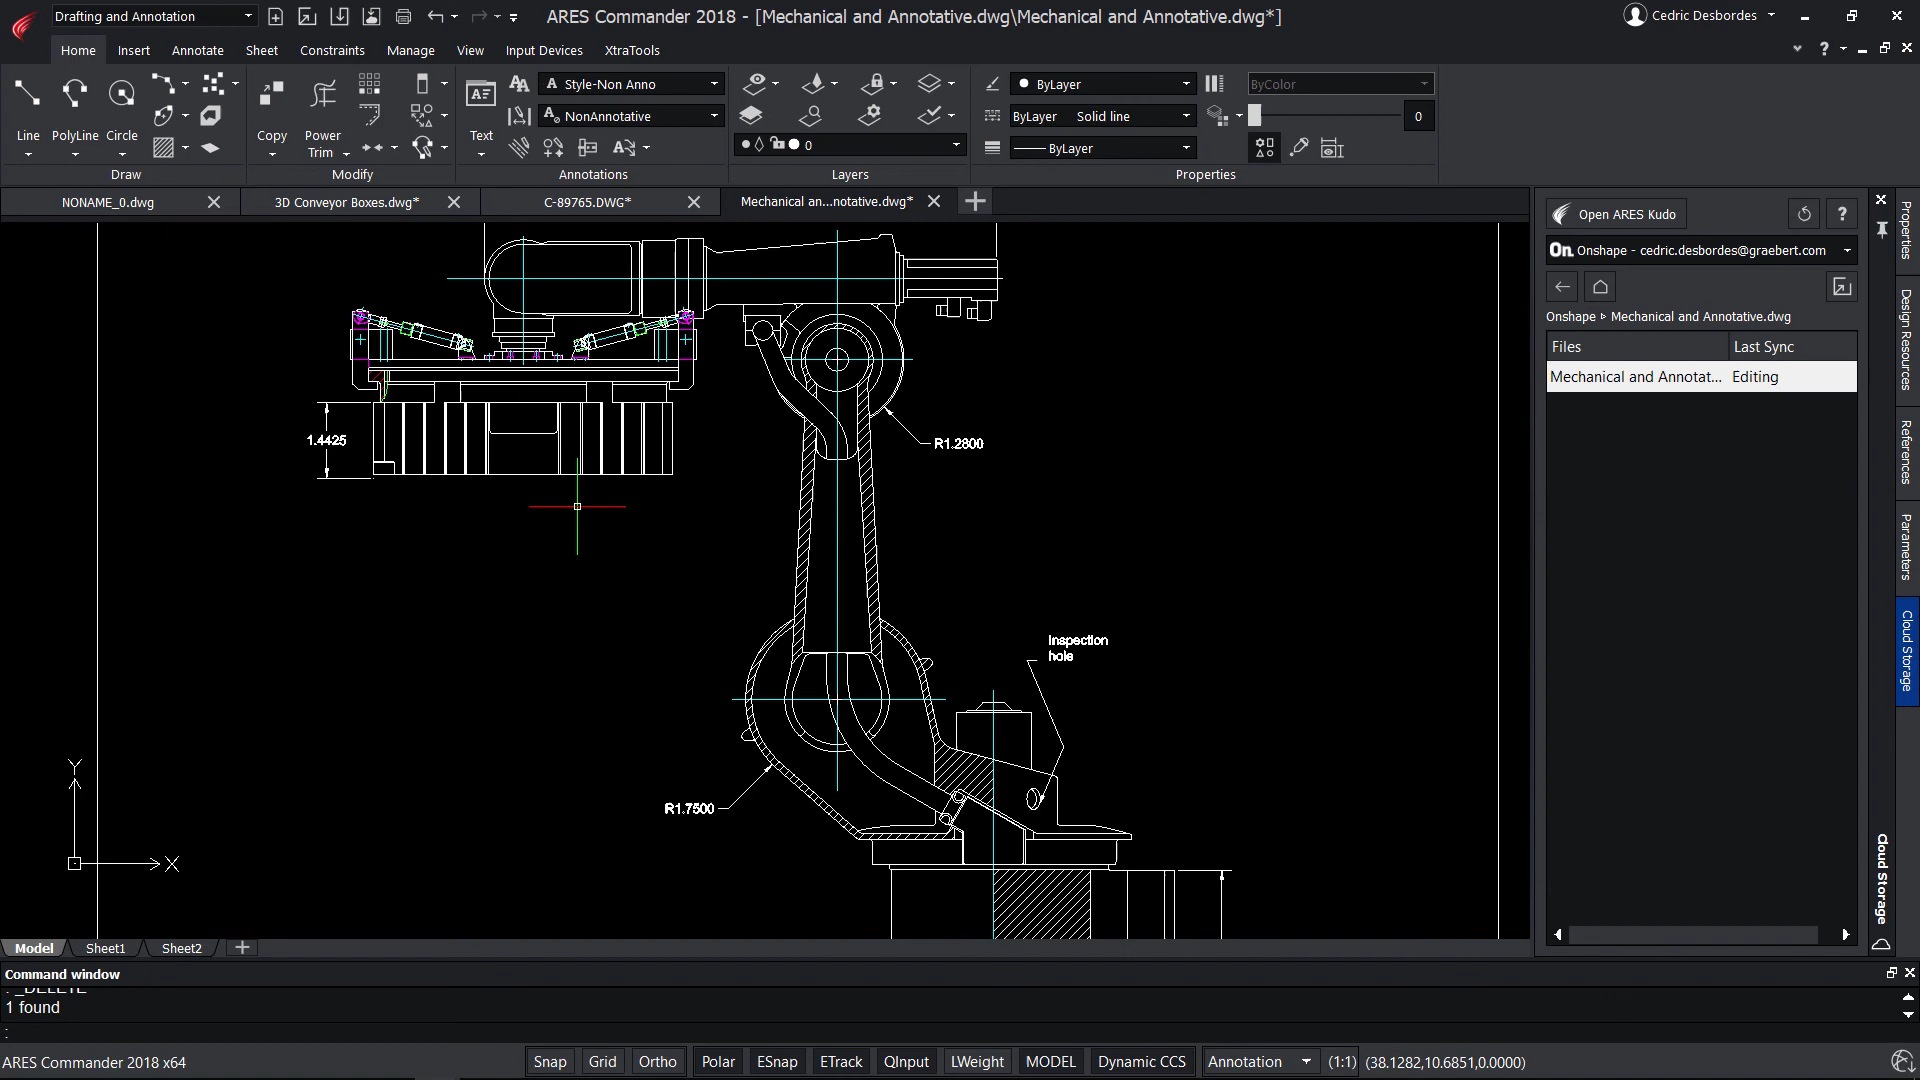 Drafting and Annotation
ARES Commander 2018 - [Mechanical and Annotative.dwg\Mechanical and Annotative.dwg*]
Cedric Desbordes
Home Insert Annotate Sheet Constraints Manage View Input Devices XtraTools
Line PolyLine Circle
Draw
Copy Power Trim
Modify
Text
Style-Non Anno
NonAnnotative
Annotations
0
Layers
ByLayer
ByLayer Solid line
ByLayer
ByColor
0
Properties
NONAME_0.dwg
3D Conveyor Boxes.dwg*
C-89765.DWG*
Mechanical an...notative.dwg*
1.4425
R1.2800
Inspection
hole
R1.7500
Y
X
Open ARES Kudo
?
On Onshape - cedric.desbordes@graebert.com
Onshape Mechanical and Annotative.dwg
Files Last Sync
Mechanical and Annotat... Editing
Properties
Design Resources
References
Parameters
Cloud Storage
Cloud Storage
Model Sheet1 Sheet2
Command window
: _DELETE
1 found
:
ARES Commander 2018 x64
Snap Grid Ortho Polar ESnap ETrack QInput LWeight MODEL Dynamic CCS Annotation (1:1) (38.1282,10.6851,0.0000)